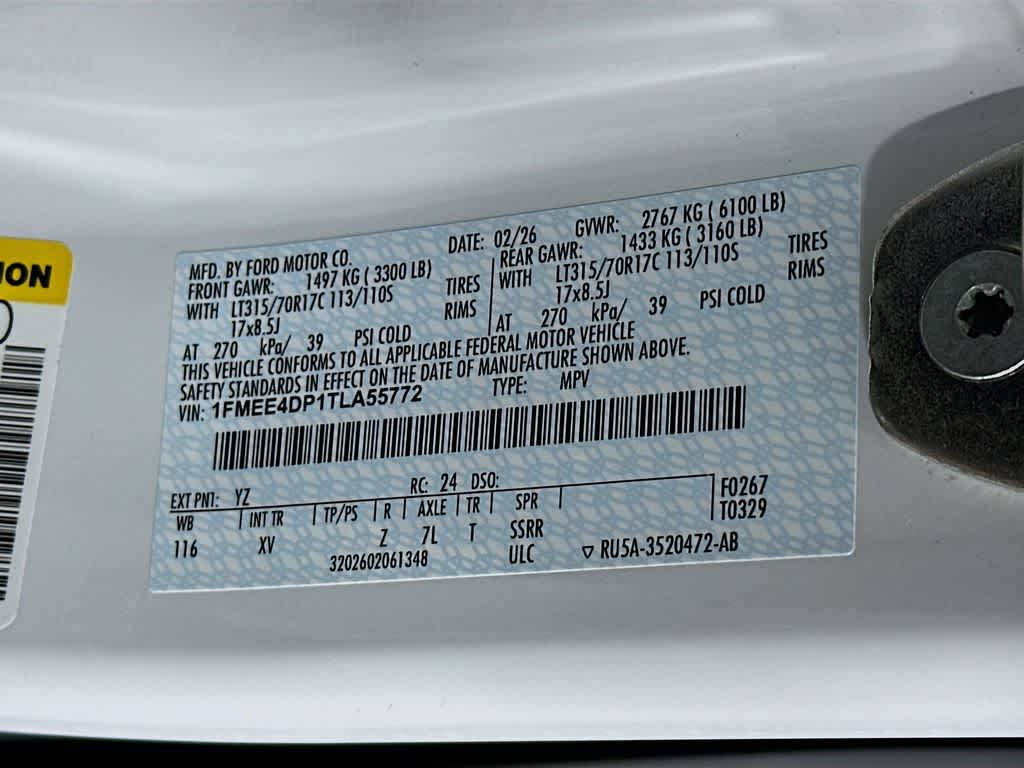 ION
MFD. BY FORD MOTOR CO. DATE: 02/26 GVWR: 2767 KG ( 6100 LB)
FRONT GAWR: 1497 KG ( 3300 LB) REAR GAWR: 1433 KG ( 3160 LB)
WITH LT315/70R17C 113/110S TIRES WITH LT315/70R17C 113/110S TIRES
17x8.5J RIMS 17x8.5J RIMS
AT 270 kPa/ 39 PSI COLD AT 270 kPa/ 39 PSI COLD
THIS VEHICLE CONFORMS TO ALL APPLICABLE FEDERAL MOTOR VEHICLE
SAFETY STANDARDS IN EFFECT ON THE DATE OF MANUFACTURE SHOWN ABOVE.
VIN: 1FMEE4DP1TLA55772 TYPE: MPV
EXT PNT: YZ RC: 24 DSO:
WB INT TR TP/PS R AXLE TR SPR F0267
116 XV Z 7L T SSRR T0329
3202602061348 ULC ▽ RU5A-3520472-AB